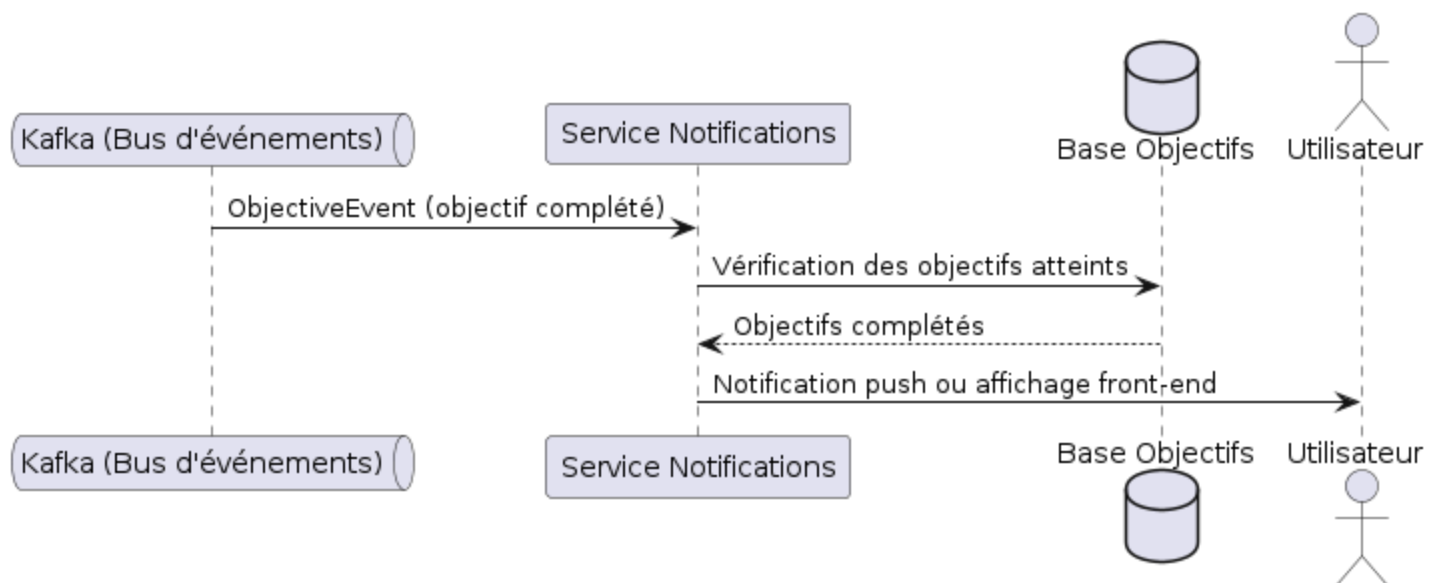 Kafka (Bus d'événements)
Service Notifications
Base Objectifs
Utilisateur
ObjectiveEvent (objectif complété)
Vérification des objectifs atteints
Objectifs complétés
Notification push ou affichage front-end
Kafka (Bus d'événements)
Service Notifications
Base Objectifs
Utilisateur